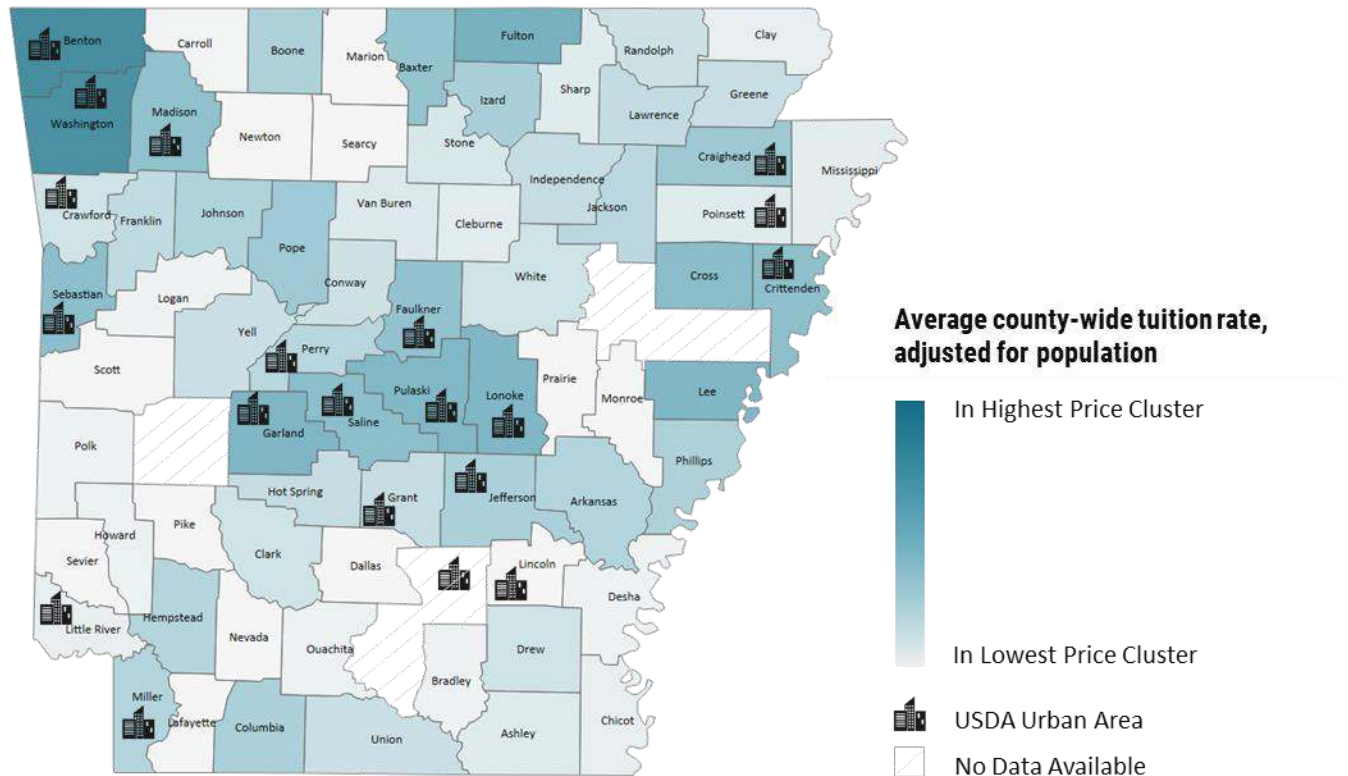 Benton
Carroll
Boone
Marion
Baxter
Fulton
Randolph
Clay
Washington
Madison
Newton
Searcy
Stone
Izard
Sharp
Lawrence
Greene
Craighead
Mississippi
Crawford
Franklin
Johnson
Pope
Van Buren
Cleburne
Independence
Jackson
Poinsett
Sebastian
Logan
Conway
Faulkner
White
Cross
Crittenden
Scott
Yell
Perry
Pulaski
Lonoke
Prairie
Monroe
Lee
Polk
Garland
Saline
Phillips
Hot Spring
Grant
Jefferson
Arkansas
Sevier
Howard
Pike
Clark
Dallas
Lincoln
Desha
Little River
Hempstead
Nevada
Ouachita
Bradley
Drew
Miller
Lafayette
Columbia
Union
Ashley
Chicot
Average county-wide tuition rate,
adjusted for population
In Highest Price Cluster
In Lowest Price Cluster
USDA Urban Area
No Data Available